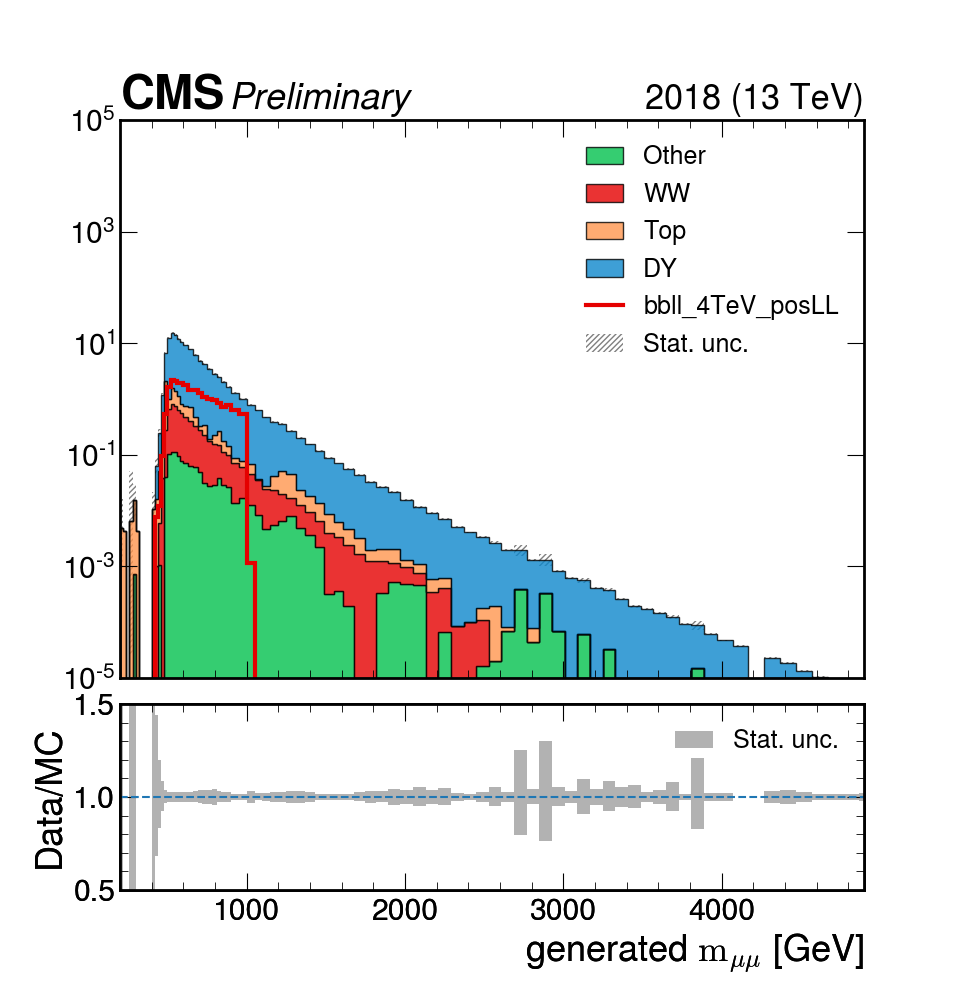 CMS Preliminary 2018 (13 TeV)
10^5
10^3
10^1
10^-1
10^-3
10^-5
Other
WW
Top
DY
bbll_4TeV_posLL
Stat. unc.
1.5
1.0
0.5
Data/MC
Stat. unc.
1000 2000 3000 4000
generated m_μμ [GeV]